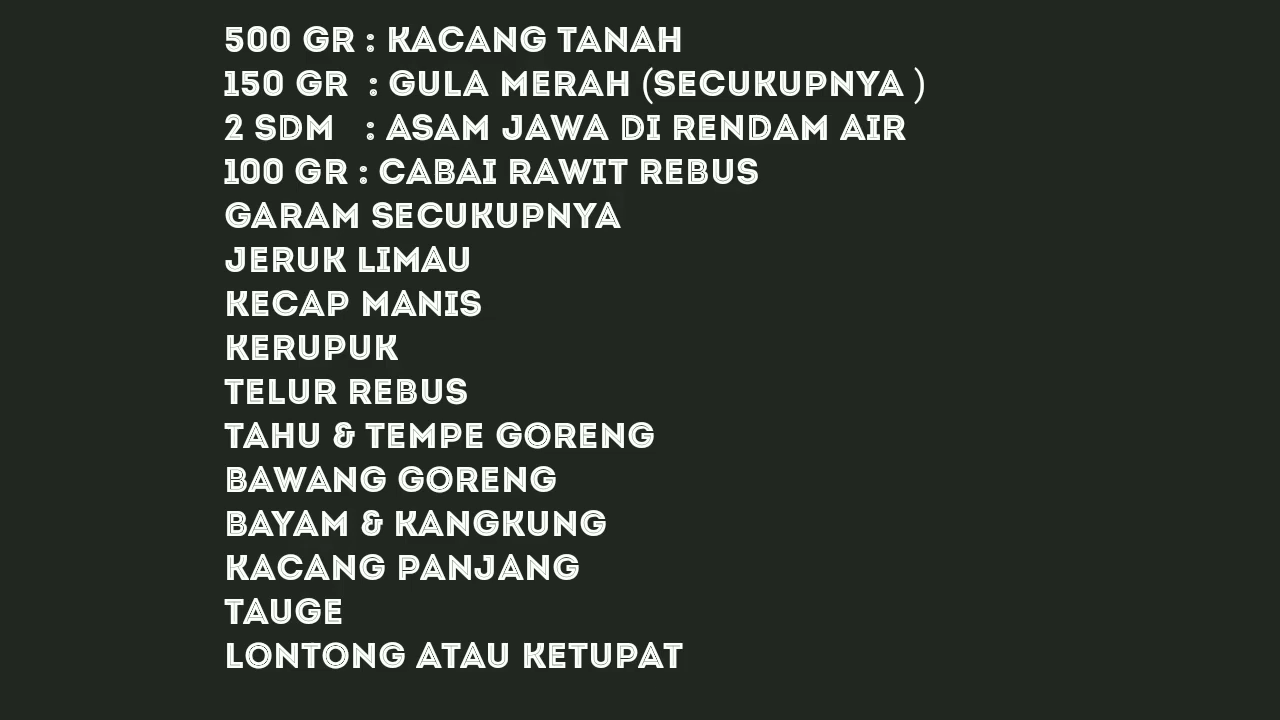 500 GR : KACANG TANAH
150 GR : GULA MERAH (SECUKUPNYA )
2 SDM : ASAM JAWA DI RENDAM AIR
100 GR : CABAI RAWIT REBUS
GARAM SECUKUPNYA
JERUK LIMAU
KECAP MANIS
KERUPUK
TELUR REBUS
TAHU & TEMPE GORENG
BAWANG GORENG
BAYAM & KANGKUNG
KACANG PANJANG
TAUGE
LONTONG ATAU KETUPAT